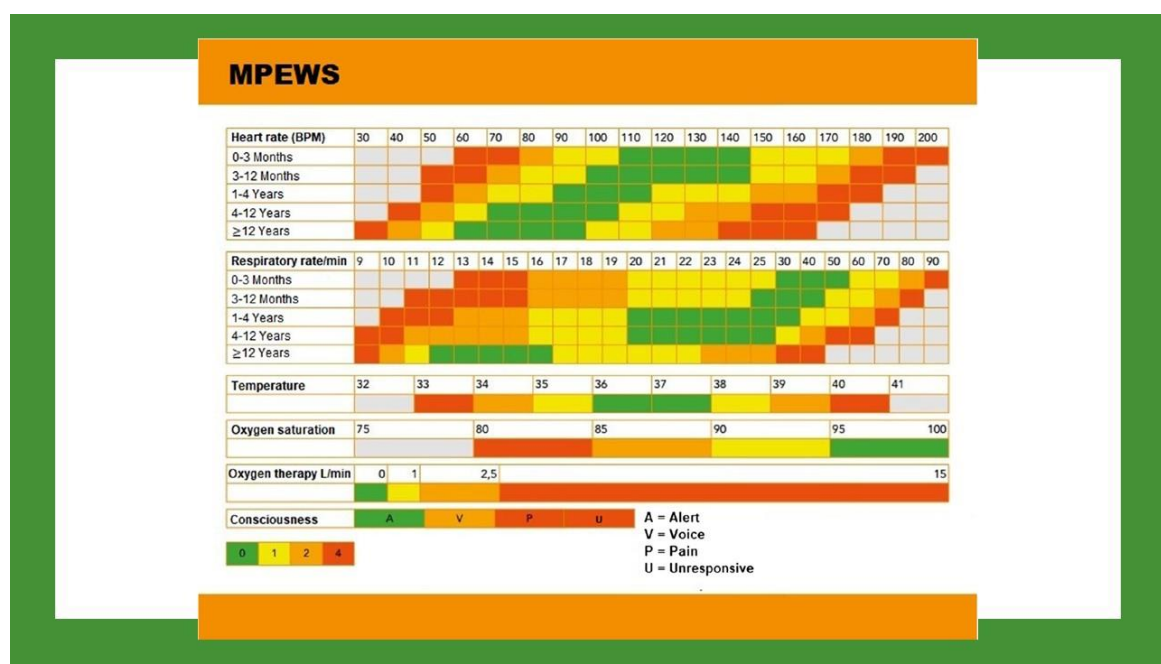 MPEWS
Heart rate (BPM) 30 40 50 60 70 80 90 100 110 120 130 140 150 160 170 180 190 200
0-3 Months
3-12 Months
1-4 Years
4-12 Years
≥12 Years
Respiratory rate/min 9 10 11 12 13 14 15 16 17 18 19 20 21 22 23 24 25 30 40 50 60 70 80 90
0-3 Months
3-12 Months
1-4 Years
4-12 Years
≥12 Years
Temperature 32 33 34 35 36 37 38 39 40 41
Oxygen saturation 75 80 85 90 95 100
Oxygen therapy L/min 0 1 2,5 15
Consciousness A V P U A = Alert
V = Voice
0 1 2 4 P = Pain
U = Unresponsive